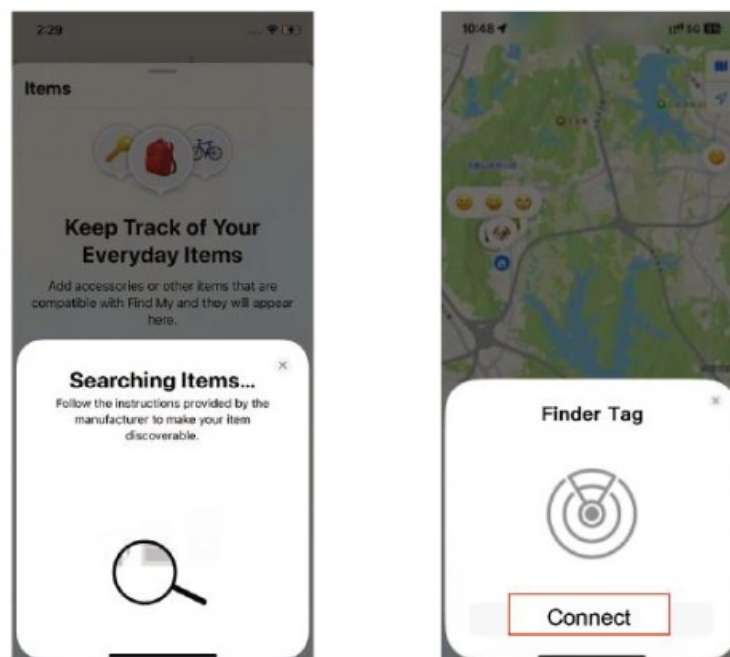 2:29
Items
Keep Track of Your
Everyday Items
Add accessories or other items that are
compatible with Find My and they will appear
here.
Searching Items...
Follow the instructions provided by the
manufacturer to make your item
discoverable.
10:48
5G
Finder Tag
Connect